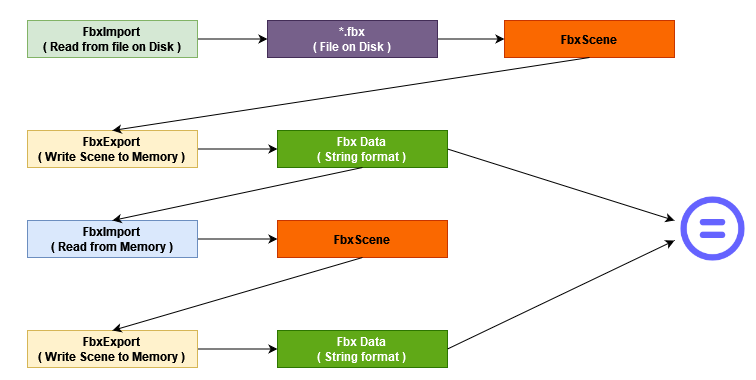 FbxImport
( Read from file on Disk )
*.fbx
( File on Disk )
FbxScene
FbxExport
( Write Scene to Memory )
Fbx Data
( String format )
FbxImport
( Read from Memory )
FbxScene
FbxExport
( Write Scene to Memory )
Fbx Data
( String format )